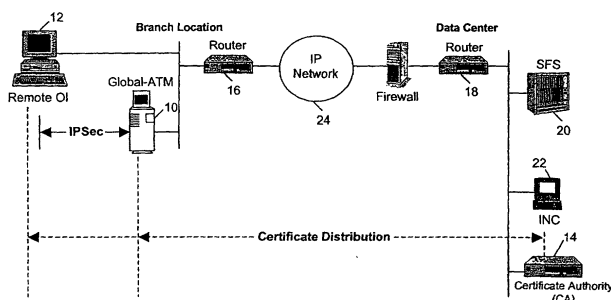 12
Branch Location
Data Center
Router
16
IP
Network
24
Firewall
Router
18
SFS
20
Remote OI
Global-ATM
10
IPSec
22
INC
Certificate Distribution
14
Certificate Authority
(CA)